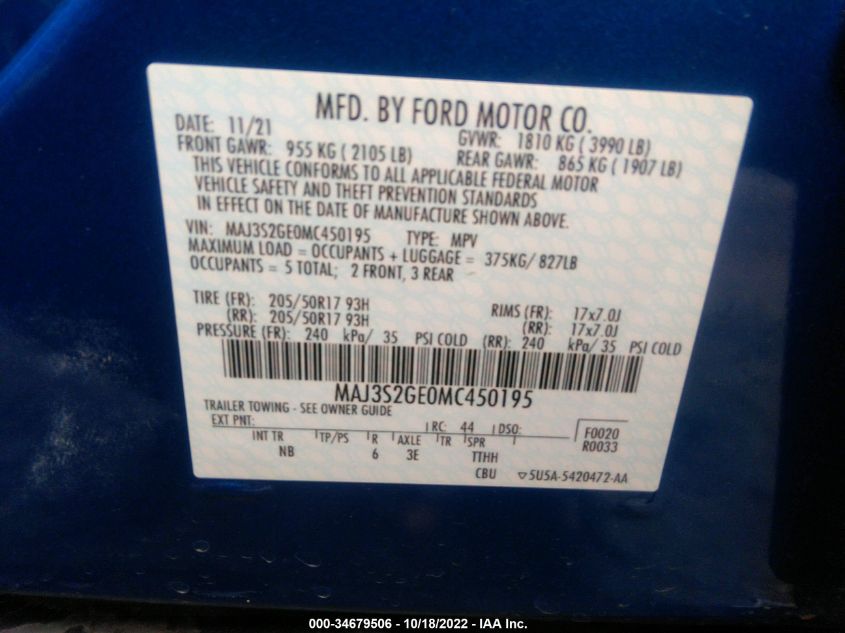 MFD. BY FORD MOTOR CO.
DATE: 11/21 GVWR: 1810 KG ( 3990 LB)
FRONT GAWR: 955 KG ( 2105 LB) REAR GAWR: 865 KG ( 1907 LB)
THIS VEHICLE CONFORMS TO ALL APPLICABLE FEDERAL MOTOR
VEHICLE SAFETY AND THEFT PREVENTION STANDARDS
IN EFFECT ON THE DATE OF MANUFACTURE SHOWN ABOVE.
VIN: MAJ3S2GE0MC450195 TYPE: MPV
MAXIMUM LOAD = OCCUPANTS + LUGGAGE = 375KG/ 827LB
OCCUPANTS = 5 TOTAL; 2 FRONT, 3 REAR
TIRE (FR): 205/50R17 93H RIMS (FR): 17x7.0J
(RR): 205/50R17 93H (RR): 17x7.0J
PRESSURE (FR): 240 kPa/ 35 PSI COLD (RR): 240 kPa/ 35 PSI COLD
MAJ3S2GE0MC450195
TRAILER TOWING - SEE OWNER GUIDE
EXT PNT: RC: 44 DSO: F0020
INT TR TP/PS R AXLE TR SPR R0033
NB 6 3E TTHH
CBU ▽5U5A-5420472-AA
000-34679506 - 10/18/2022 - IAA Inc.